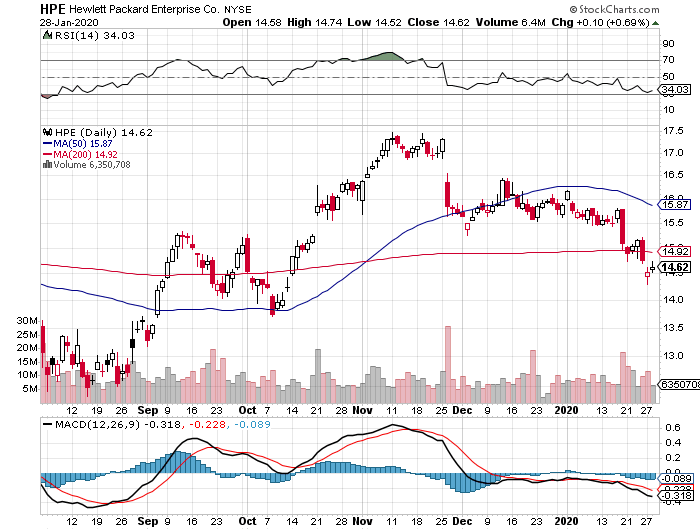 HPE Hewlett Packard Enterprise Co. NYSE © StockCharts.com
28-Jan-2020 Open 14.58 High 14.74 Low 14.52 Close 14.62 Volume 6.4M Chg +0.10 (+0.69%)
RSI(14) 34.03
90
70
50
34.03
30
10
HPE (Daily) 14.62
MA(50) 15.87
MA(200) 14.92
Volume 6,350,708
17.5
17.0
16.5
16.0
15.87
15.5
15.0
14.92
14.62
14.5
14.0
13.5
13.0
6350708
30M
25M
20M
15M
10M
5M
12 19 26 Sep 9 16 23 Oct 7 14 21 28 Nov 11 18 25 Dec 9 16 23 2020 13 21 27
MACD(12,26,9) -0.318, -0.228, -0.089
0.6
0.4
0.2
0.0
-0.089
-0.228
-0.318
12 19 26 Sep 9 16 23 Oct 7 14 21 28 Nov 11 18 25 Dec 9 16 23 2020 13 21 27